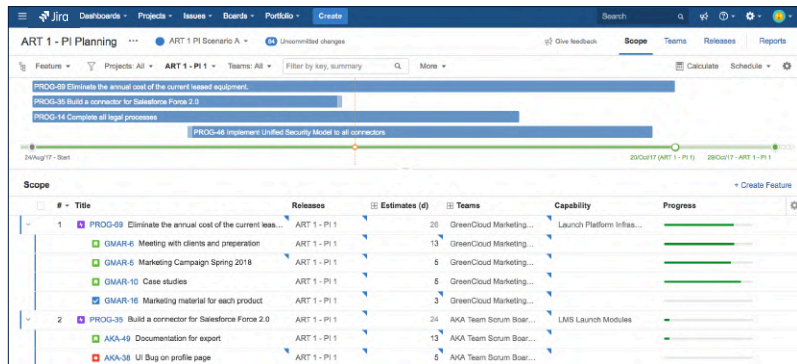 Jira Dashboards Projects Issues Boards Portfolio Create Search
ART 1 - PI Planning ··· ART 1 PI Scenario A 84 Uncommitted changes Give feedback Scope Teams Releases Reports
Feature Projects: All ART 1 - PI 1 Teams: All Filter by key, summary More Calculate Schedule
PROG-69 Eliminate the annual cost of the current leased equipment.
PROG-35 Build a connector for Salesforce Force 2.0
PROG-14 Complete all legal processes
PROG-46 Implement Unified Security Model to all connectors
24/Aug/17 - Start 20/Oct/17 (ART 1 - PI 1) 29/Oct/17 - ART 1 - PI 1
Scope + Create Feature
# Title Releases Estimates (d) Teams Capability Progress
1 PROG-69 Eliminate the annual cost of the current leas... ART 1 - PI 1 26 GreenCloud Marketing... Launch Platform Infras...
GMAR-6 Meeting with clients and preperation ART 1 - PI 1 13 GreenCloud Marketing...
GMAR-5 Marketing Campaign Spring 2018 ART 1 - PI 1 5 GreenCloud Marketing...
GMAR-10 Case studies ART 1 - PI 1 5 GreenCloud Marketing...
GMAR-16 Marketing material for each product ART 1 - PI 1 3 GreenCloud Marketing...
2 PROG-35 Build a connector for Salesforce Force 2.0 ART 1 - PI 1 24 AKA Team Scrum Boar... LMS Launch Modules
AKA-49 Documentation for export ART 1 - PI 1 13 AKA Team Scrum Boar...
AKA-38 UI Bug on profile page ART 1 - PI 1 5 AKA Team Scrum Boar...